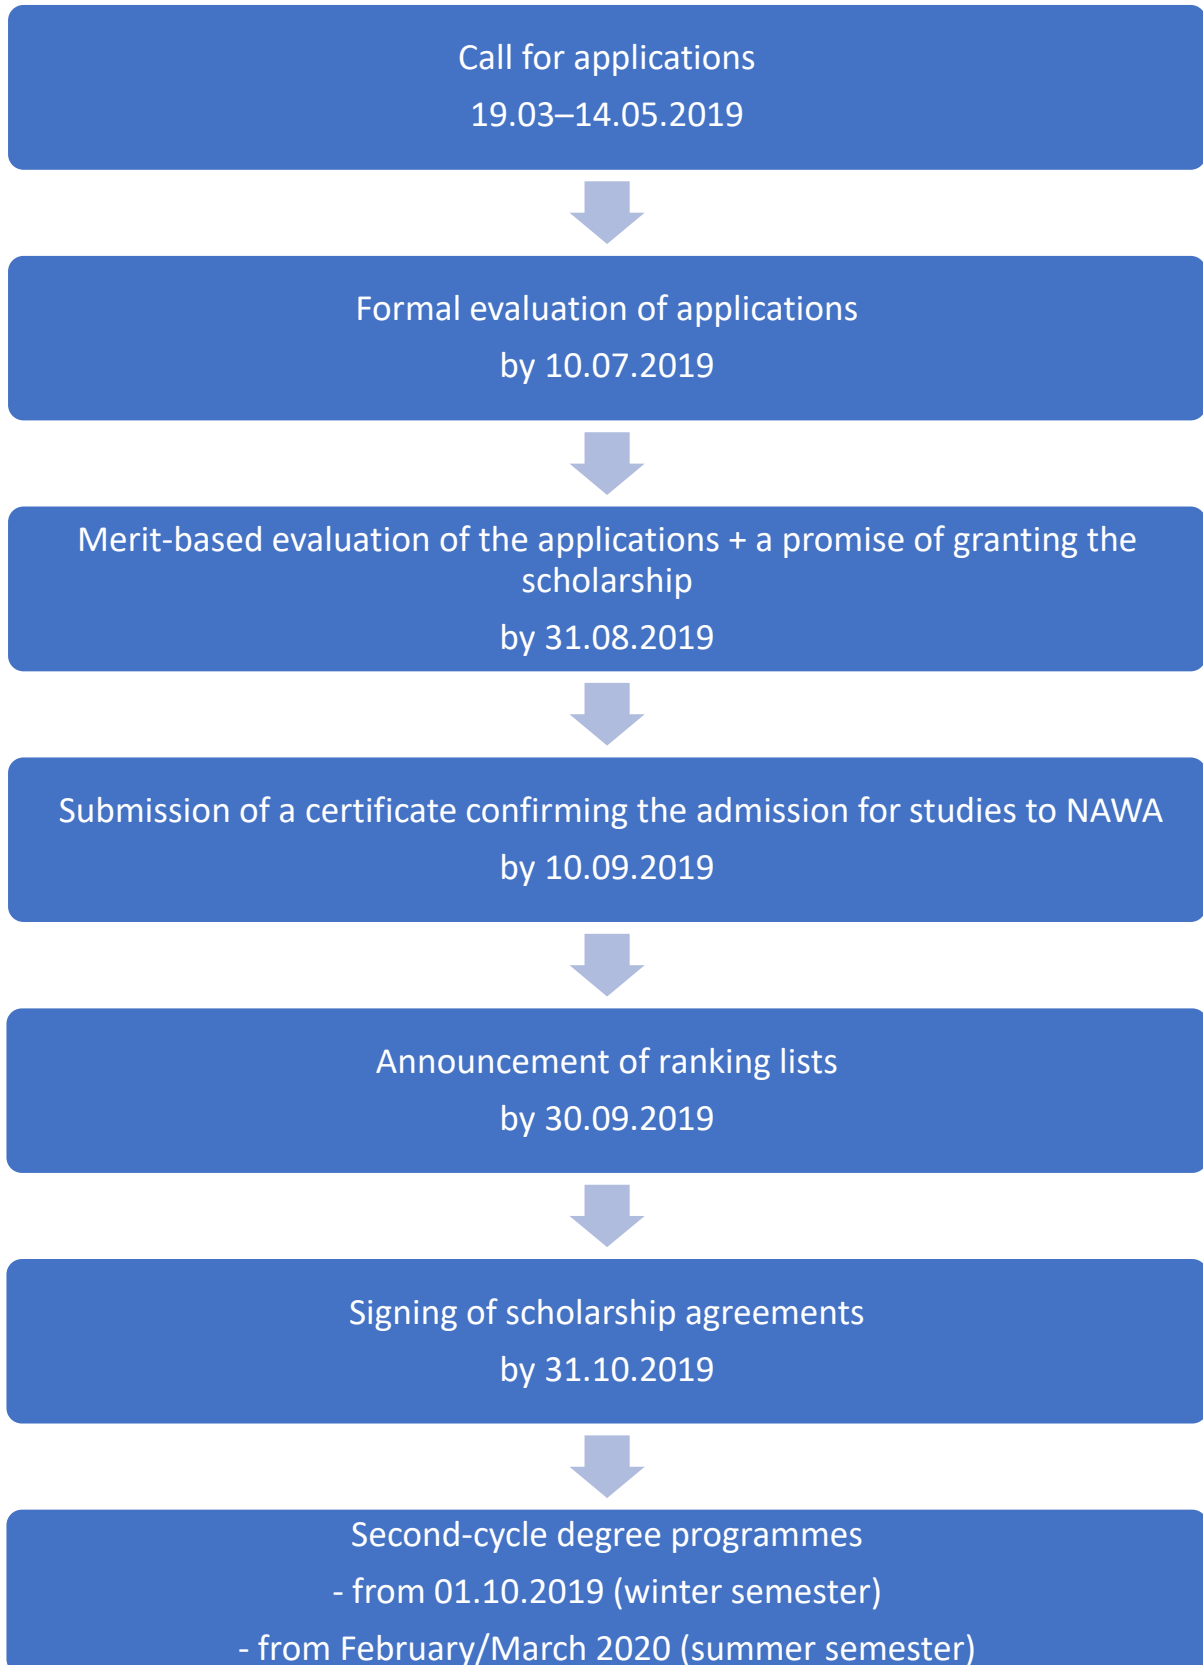 Call for applications
19.03–14.05.2019
Formal evaluation of applications
by 10.07.2019
Merit-based evaluation of the applications + a promise of granting the
scholarship
by 31.08.2019
Submission of a certificate confirming the admission for studies to NAWA
by 10.09.2019
Announcement of ranking lists
by 30.09.2019
Signing of scholarship agreements
by 31.10.2019
Second-cycle degree programmes
- from 01.10.2019 (winter semester)
- from February/March 2020 (summer semester)